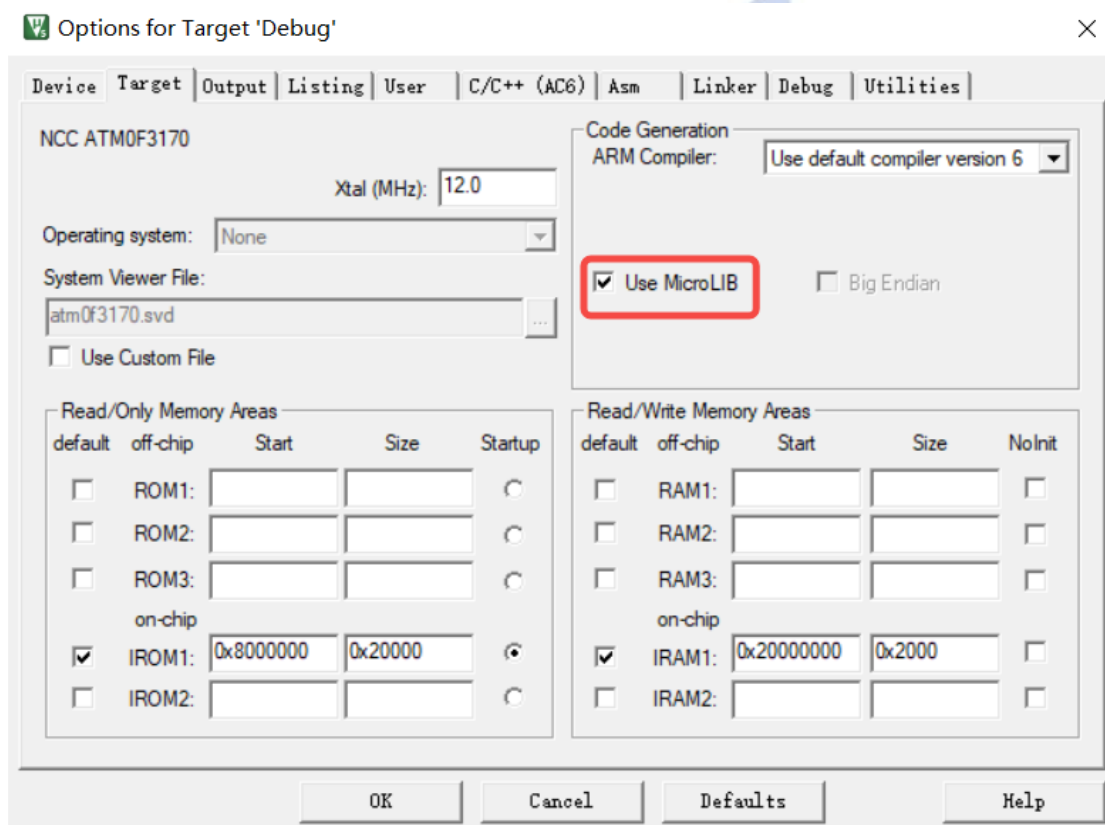 Options for Target 'Debug'
Device Target Output Listing User C/C++ (AC6) Asm Linker Debug Utilities
NCC ATM0F3170
Xtal (MHz): 12.0
Operating system: None
System Viewer File:
atm0f3170.svd ...
Use Custom File
Code Generation
ARM Compiler: Use default compiler version 6
Use MicroLIB Big Endian
Read/Only Memory Areas
default off-chip Start Size Startup
ROM1:
ROM2:
ROM3:
on-chip
IROM1: 0x8000000 0x20000
IROM2:
Read/Write Memory Areas
default off-chip Start Size NoInit
RAM1:
RAM2:
RAM3:
on-chip
IRAM1: 0x20000000 0x2000
IRAM2:
OK Cancel Defaults Help